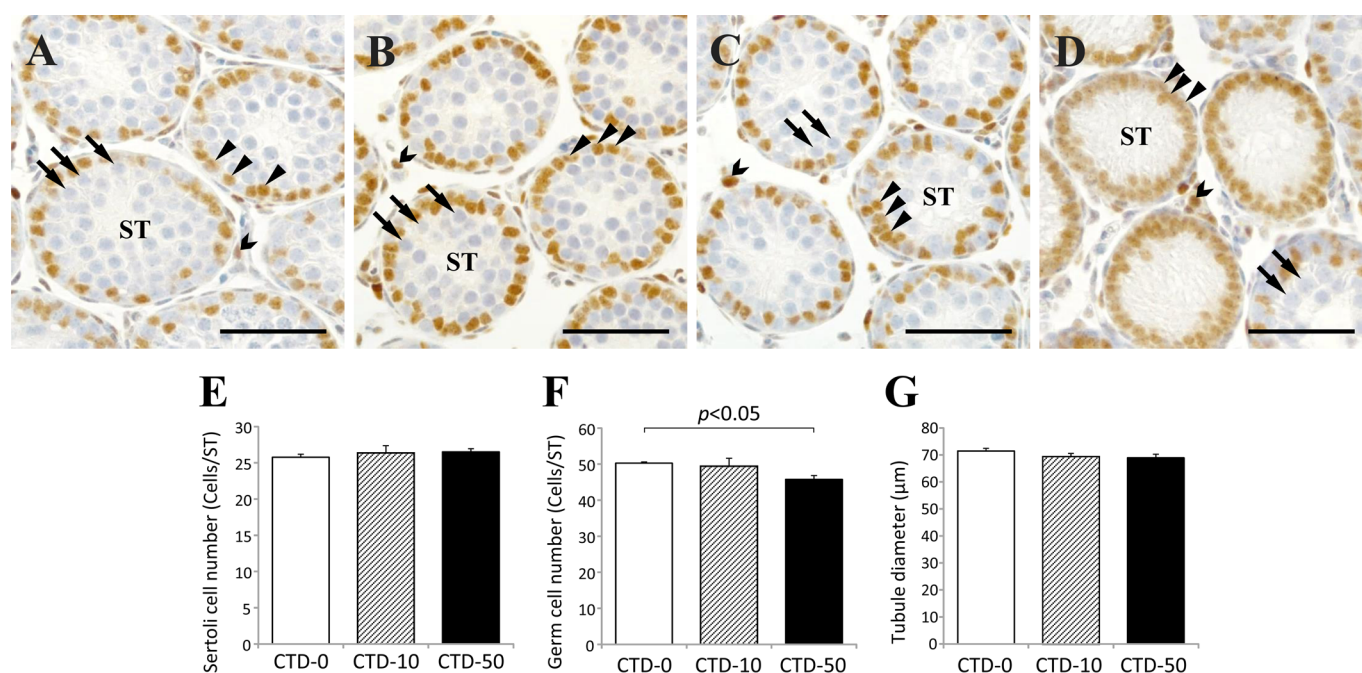 A
B
C
D
ST
ST
ST
ST
E
F
G
Sertoli cell number (Cells/ST)
30
25
20
15
10
5
0
CTD-0
CTD-10
CTD-50
Germ cell number (Cells/ST)
60
50
40
30
20
10
0
p<0.05
CTD-0
CTD-10
CTD-50
Tubule diameter (μm)
80
70
60
50
40
30
20
10
0
CTD-0
CTD-10
CTD-50